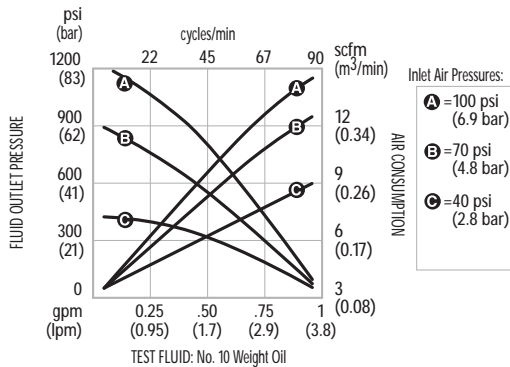 psi
(bar)
cycles/min
22 45 67 90
scfm
(m3/min)
1200
(83)
900
(62)
600
(41)
300
(21)
0
FLUID OUTLET PRESSURE
A
B
C
A
B
C
12
(0.34)
9
(0.26)
6
(0.17)
3
(0.08)
AIR CONSUMPTION
gpm
(lpm)
0.25 .50 .75 1
(0.95) (1.7) (2.9) (3.8)
TEST FLUID: No. 10 Weight Oil
Inlet Air Pressures:
A =100 psi
(6.9 bar)
B =70 psi
(4.8 bar)
C =40 psi
(2.8 bar)